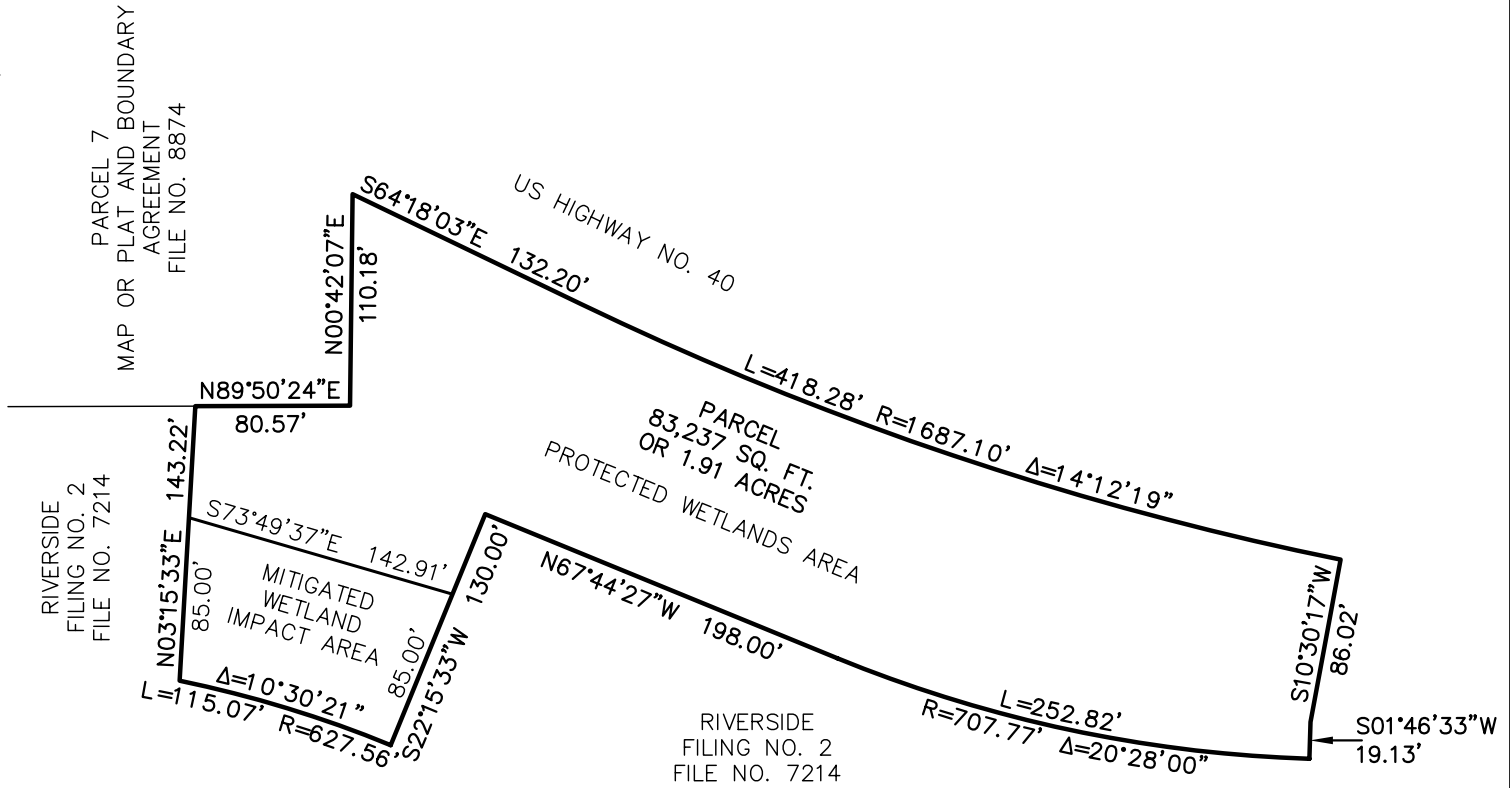 PARCEL 7
MAP OR PLAT AND BOUNDARY
AGREEMENT
FILE NO. 8874
US HIGHWAY NO. 40
S64°18'03"E 132.20'
N00°42'07"E
110.18'
N89°50'24"E
80.57'
L=418.28' R=1687.10' Δ=14°12'19"
PARCEL
83,237 SQ. FT.
OR 1.91 ACRES
PROTECTED WETLANDS AREA
RIVERSIDE
FILING NO. 2
FILE NO. 7214
N03°15'33"E 143.22'
85.00'
S73°49'37"E 142.91'
MITIGATED
WETLAND
IMPACT AREA
85.00'
S22°15'33"W 130.00'
Δ=10°30'21"
L=115.07' R=627.56'
N67°44'27"W 198.00'
L=252.82'
R=707.77' Δ=20°28'00"
S10°30'17"W
86.02'
S01°46'33"W
19.13'
RIVERSIDE
FILING NO. 2
FILE NO. 7214